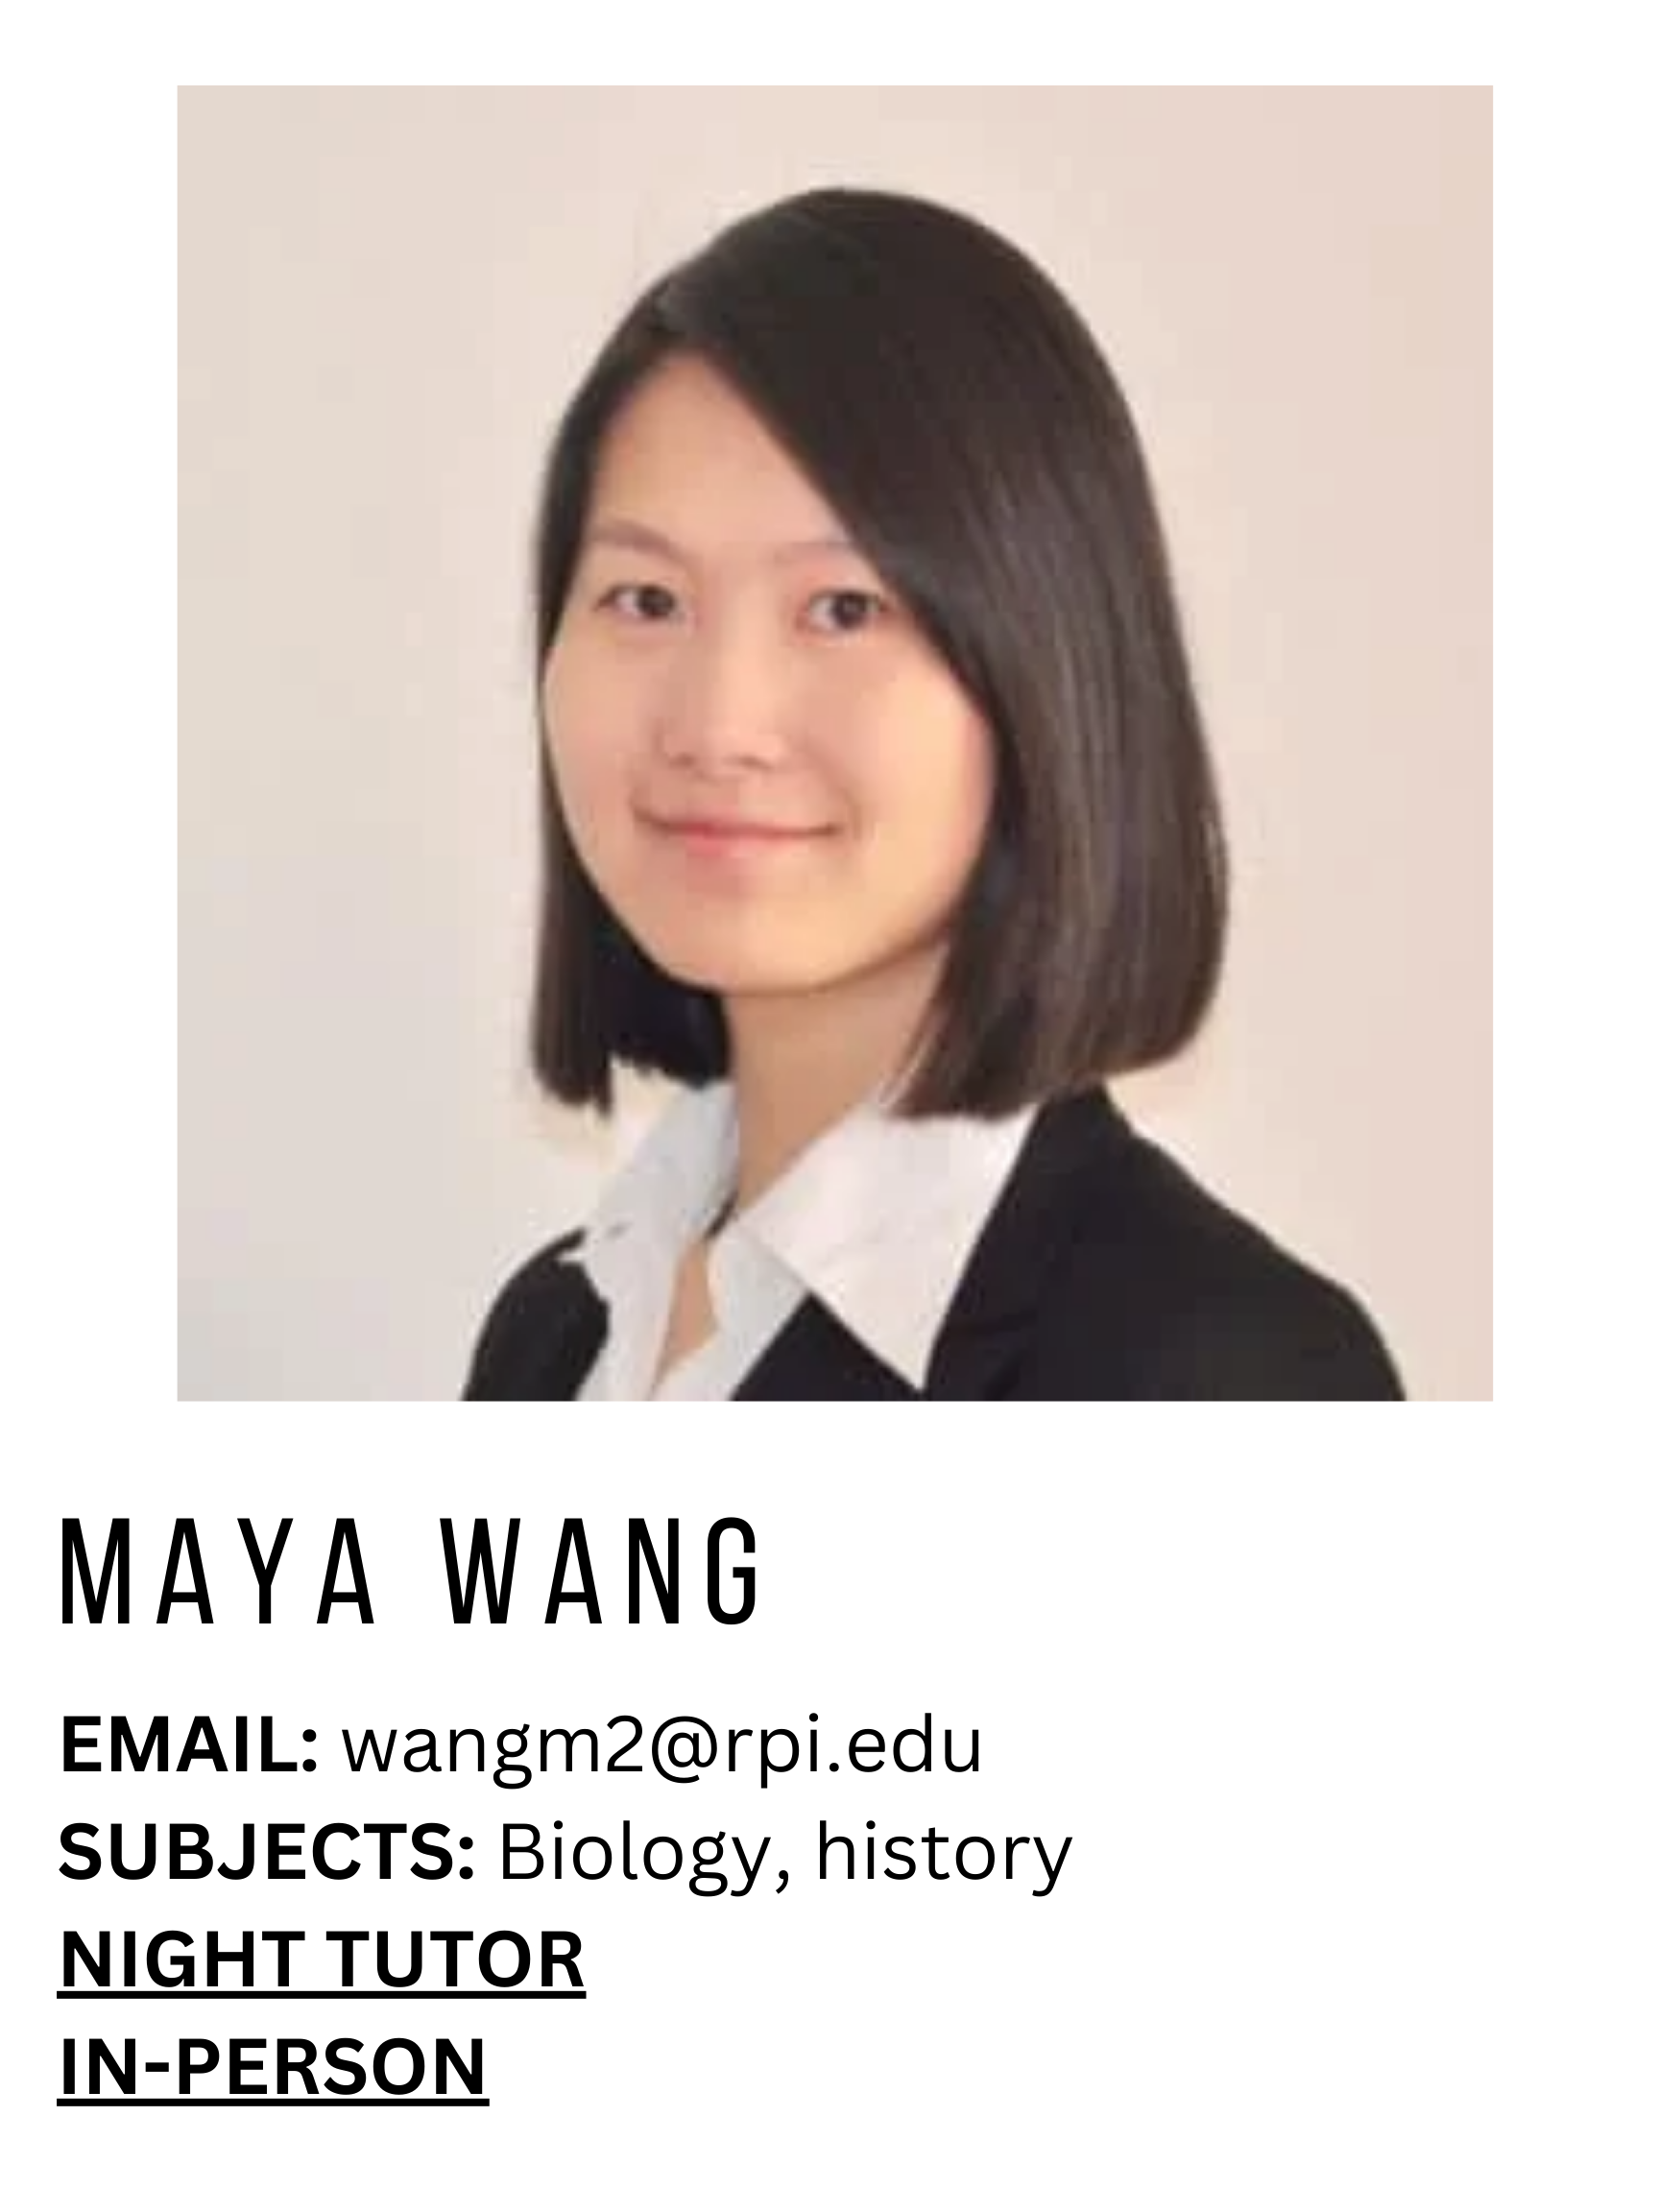 MAYA WANG
EMAIL: wangm2@rpi.edu
SUBJECTS: Biology, history
NIGHT TUTOR
IN-PERSON